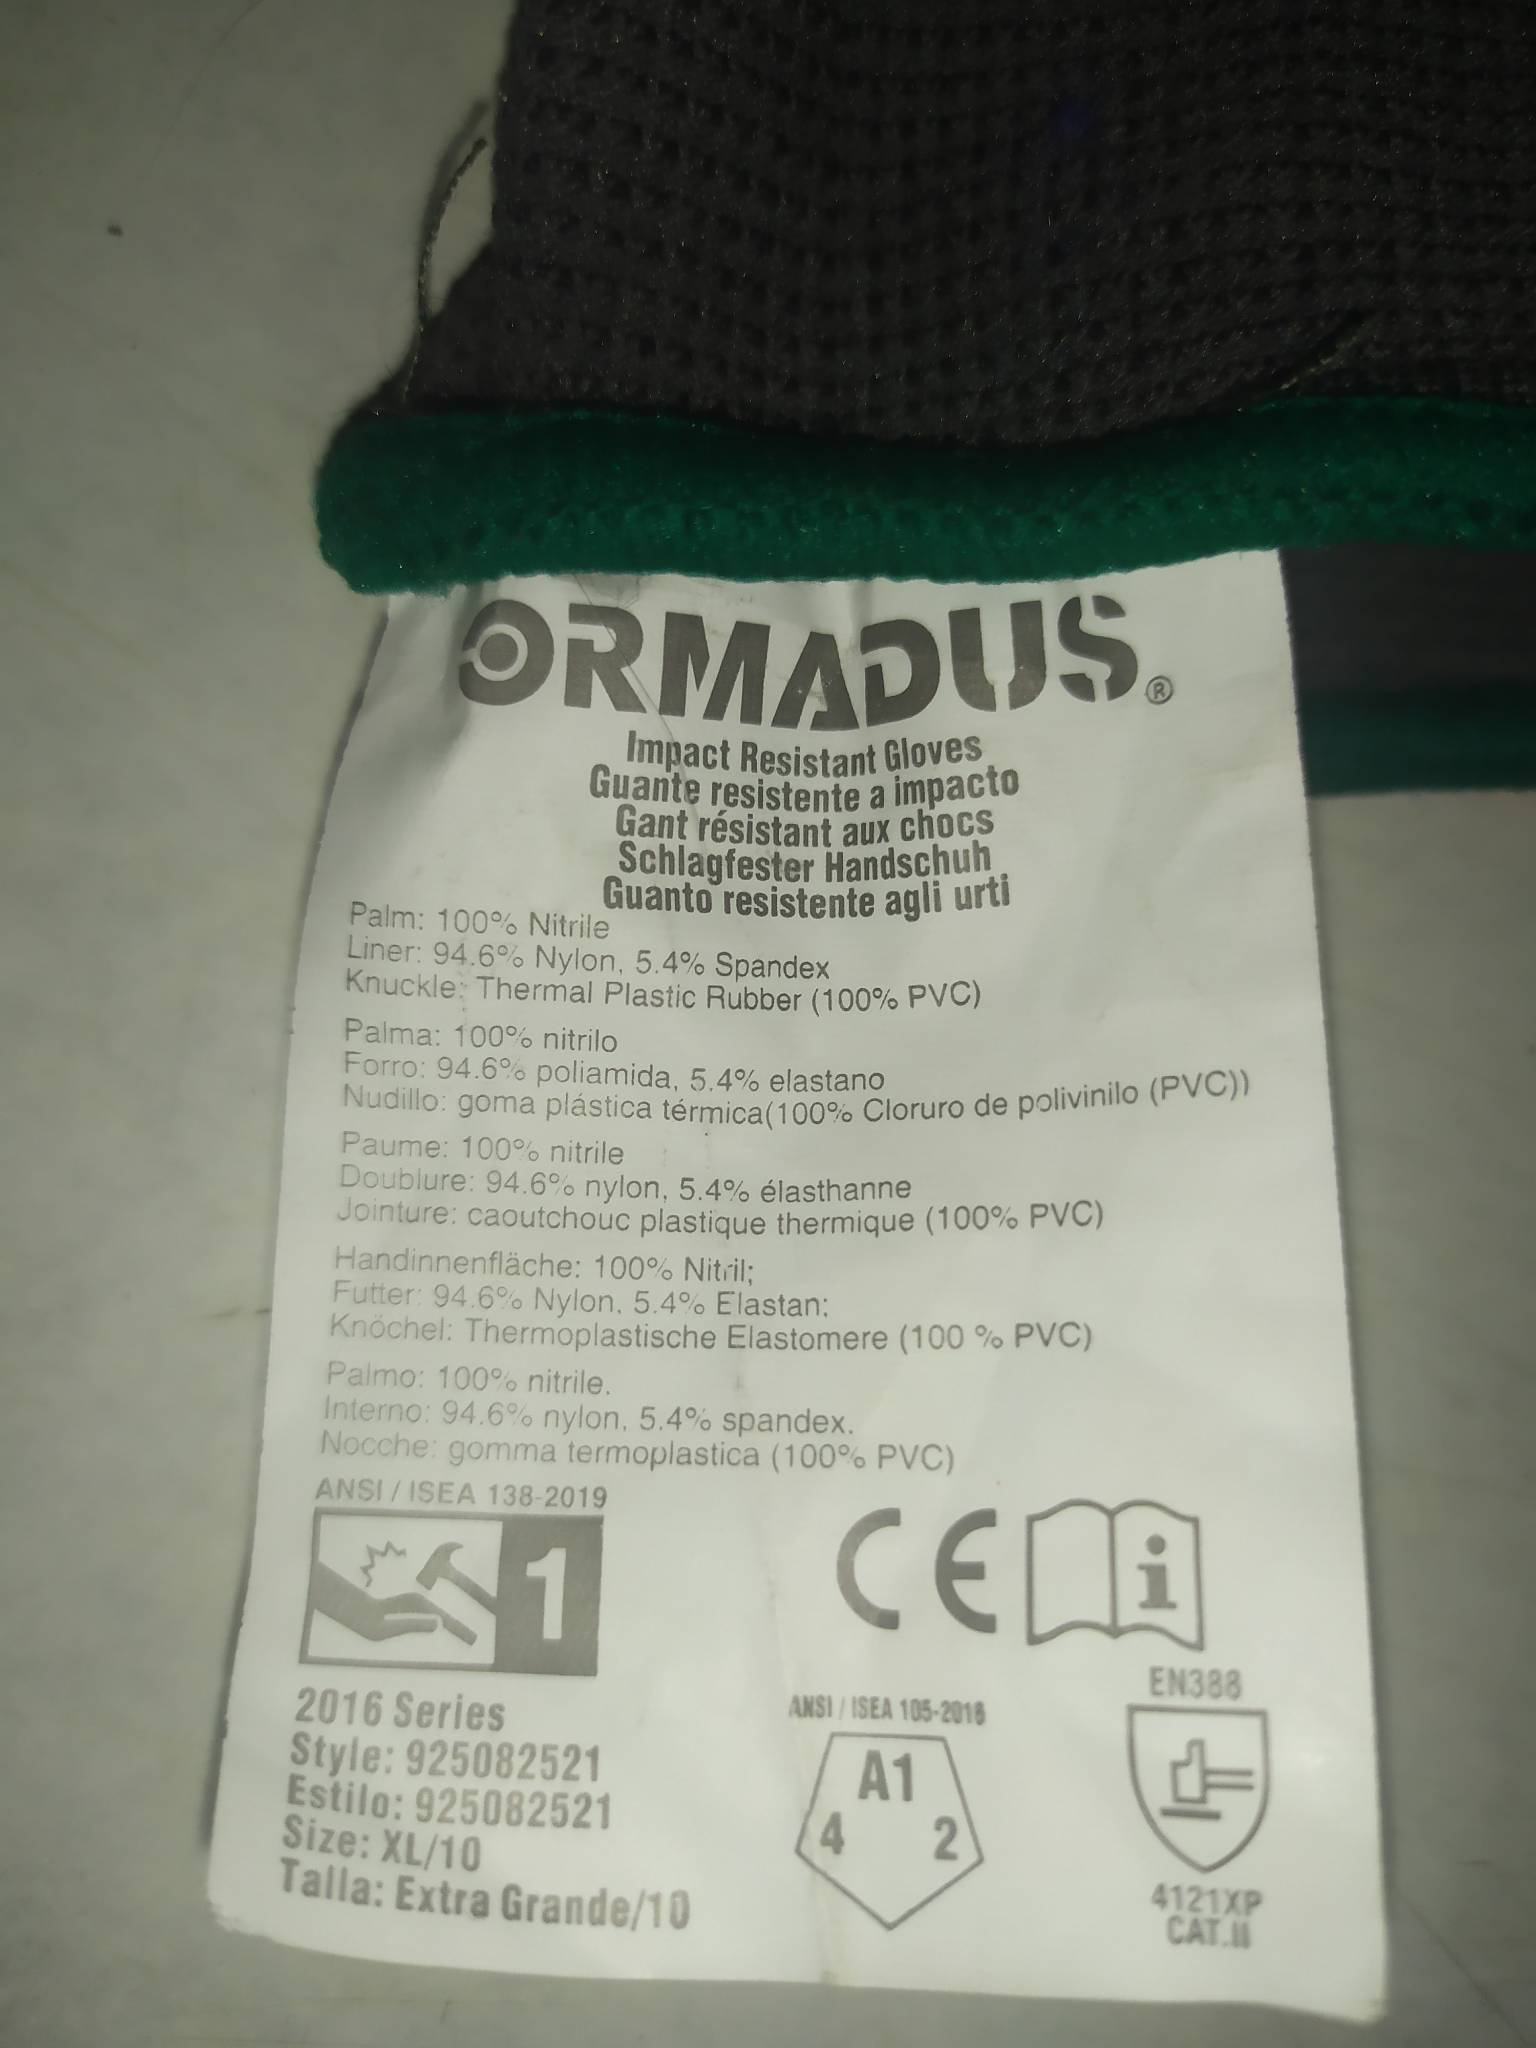 ORMADUS®
Impact Resistant Gloves
Guante resistente a impacto
Gant résistant aux chocs
Schlagfester Handschuh
Guanto resistente agli urti
Palm: 100% Nitrile
Liner: 94.6% Nylon, 5.4% Spandex
Knuckle: Thermal Plastic Rubber (100% PVC)
Palma: 100% nitrilo
Forro: 94.6% poliamida, 5.4% elastano
Nudillo: goma plástica térmica(100% Cloruro de polivinilo (PVC))
Paume: 100% nitrile
Doublure: 94.6% nylon, 5.4% élasthanne
Jointure: caoutchouc plastique thermique (100% PVC)
Handinnenfläche: 100% Nitril;
Futter: 94.6% Nylon, 5.4% Elastan;
Knöchel: Thermoplastische Elastomere (100 % PVC)
Palmo: 100% nitrile.
Interno: 94.6% nylon, 5.4% spandex.
Nocche: gomma termoplastica (100% PVC)
ANSI / ISEA 138-2019
1
CE
i
2016 Series
Style: 925082521
Estilo: 925082521
Size: XL/10
Talla: Extra Grande/10
ANSI / ISEA 105-2016
A1
4 2
EN388
4121XP
CAT.II